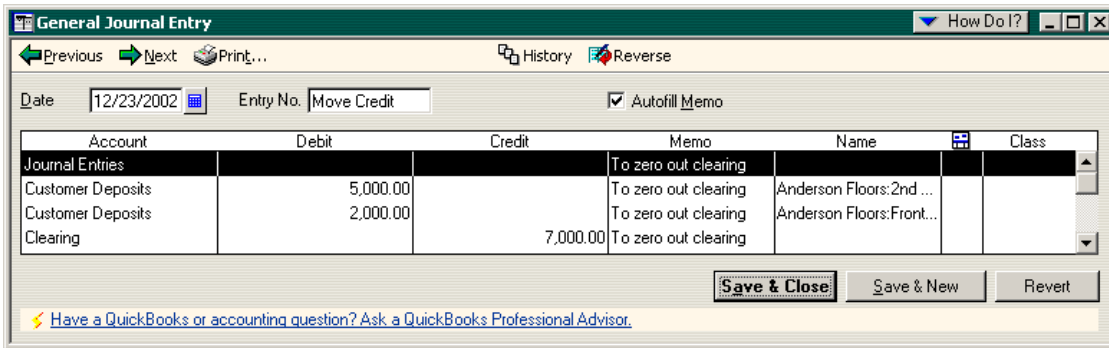 General Journal Entry How Do I?
Previous Next Print... History Reverse
Date 12/23/2002 Entry No. Move Credit Autofill Memo
Account Debit Credit Memo Name Class
Journal Entries To zero out clearing
Customer Deposits 5,000.00 To zero out clearing Anderson Floors:2nd ...
Customer Deposits 2,000.00 To zero out clearing Anderson Floors:Front...
Clearing 7,000.00 To zero out clearing
Save & Close Save & New Revert
Have a QuickBooks or accounting question? Ask a QuickBooks Professional Advisor.